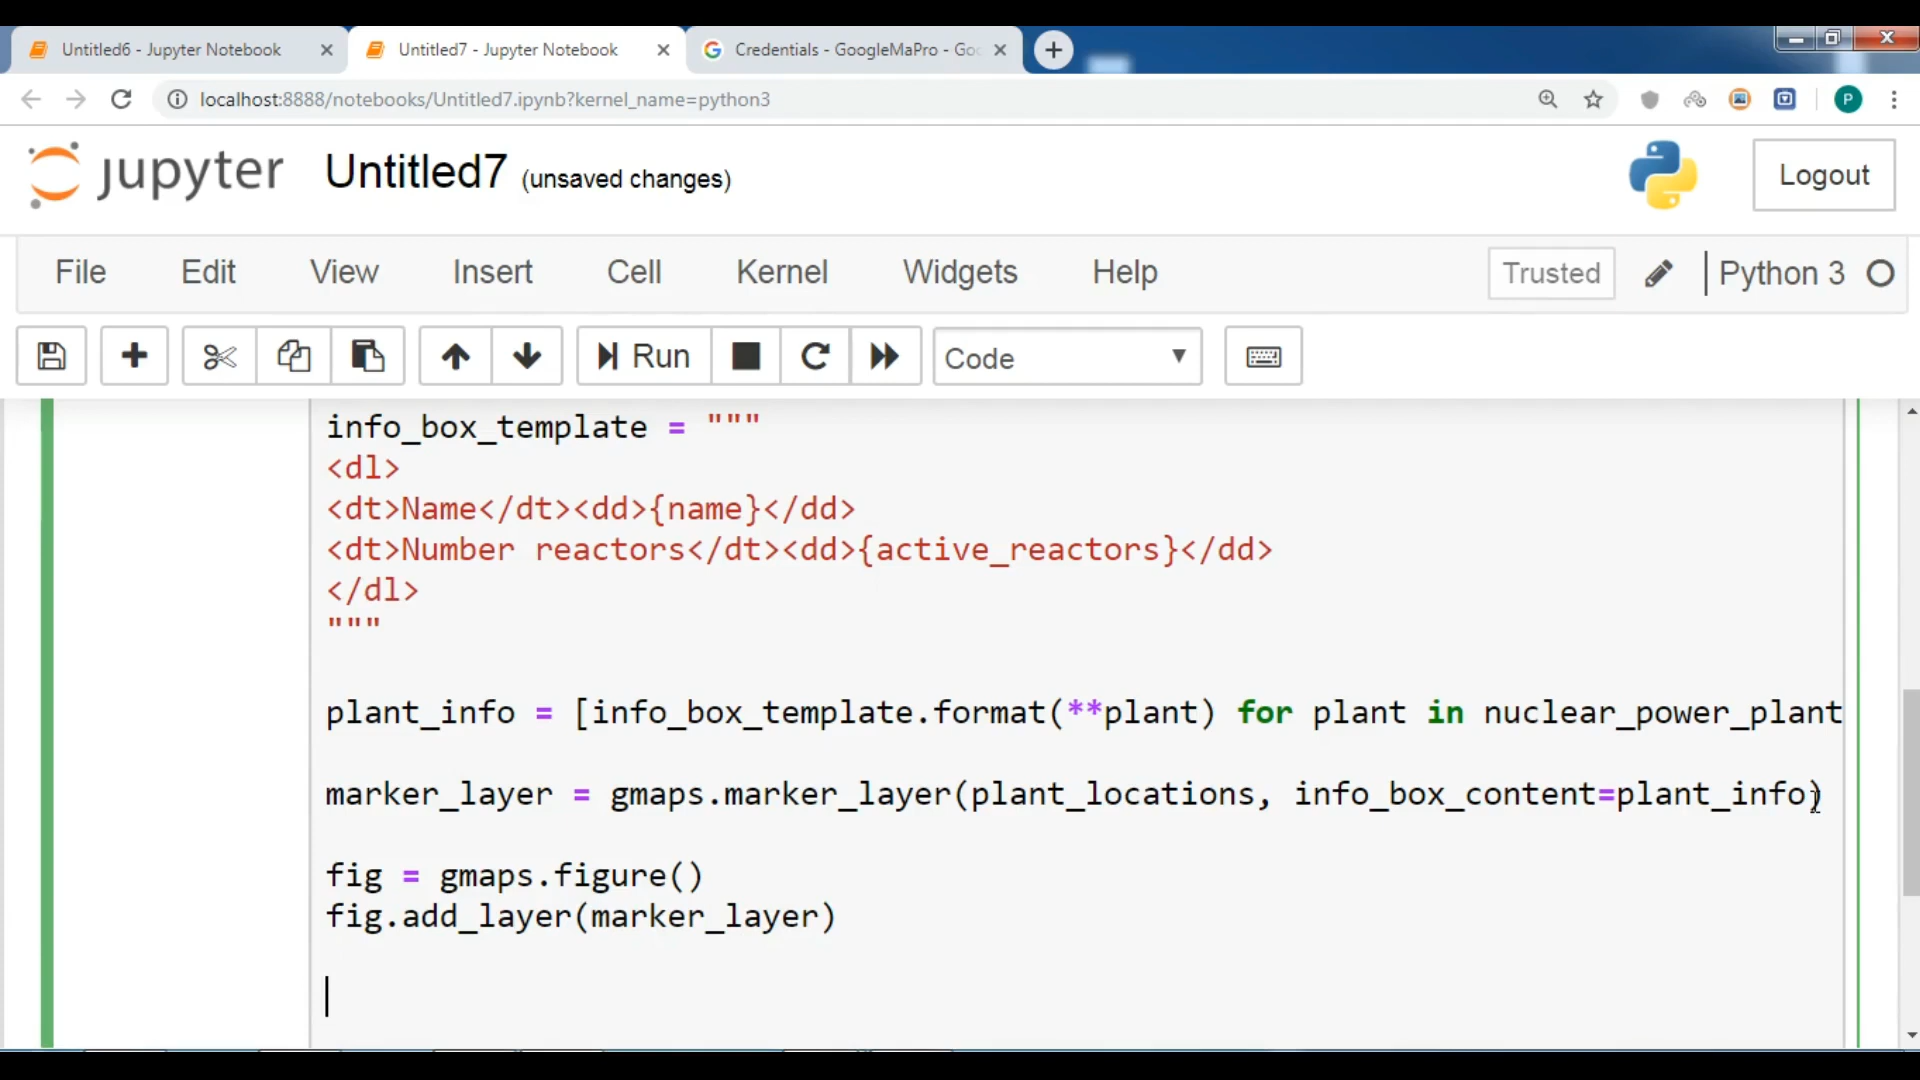 Untitled6 - Jupyter Notebook
Untitled7 - Jupyter Notebook
Credentials - GoogleMaPro - Goo
localhost:8888/notebooks/Untitled7.ipynb?kernel_name=python3
P
jupyter Untitled7 (unsaved changes)
Logout
File Edit View Insert Cell Kernel Widgets Help
Trusted
Python 3
Run
Code
info_box_template = """
<dl>
<dt>Name</dt><dd>{name}</dd>
<dt>Number reactors</dt><dd>{active_reactors}</dd>
</dl>
"""
plant_info = [info_box_template.format(**plant) for plant in nuclear_power_plant
marker_layer = gmaps.marker_layer(plant_locations, info_box_content=plant_info)
fig = gmaps.figure()
fig.add_layer(marker_layer)